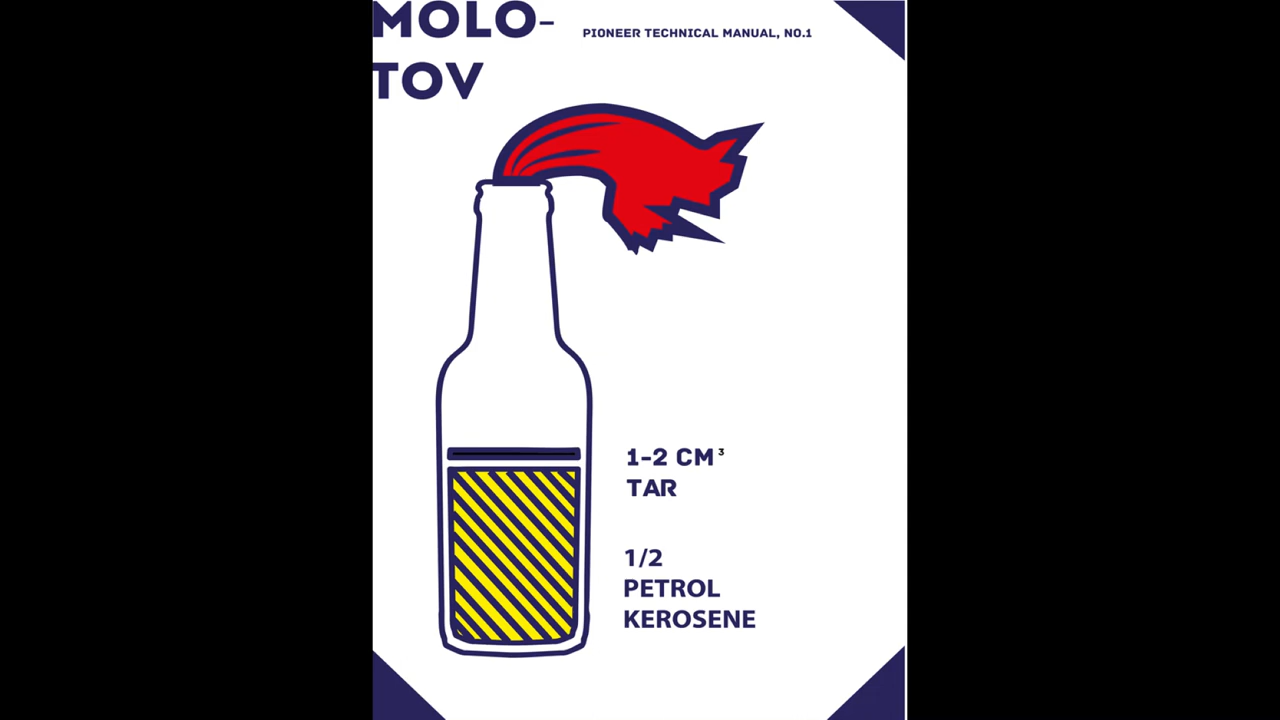 MOLO-
PIONEER TECHNICAL MANUAL, NO.1
TOV
1-2 CM³
TAR
1/2
PETROL
KEROSENE